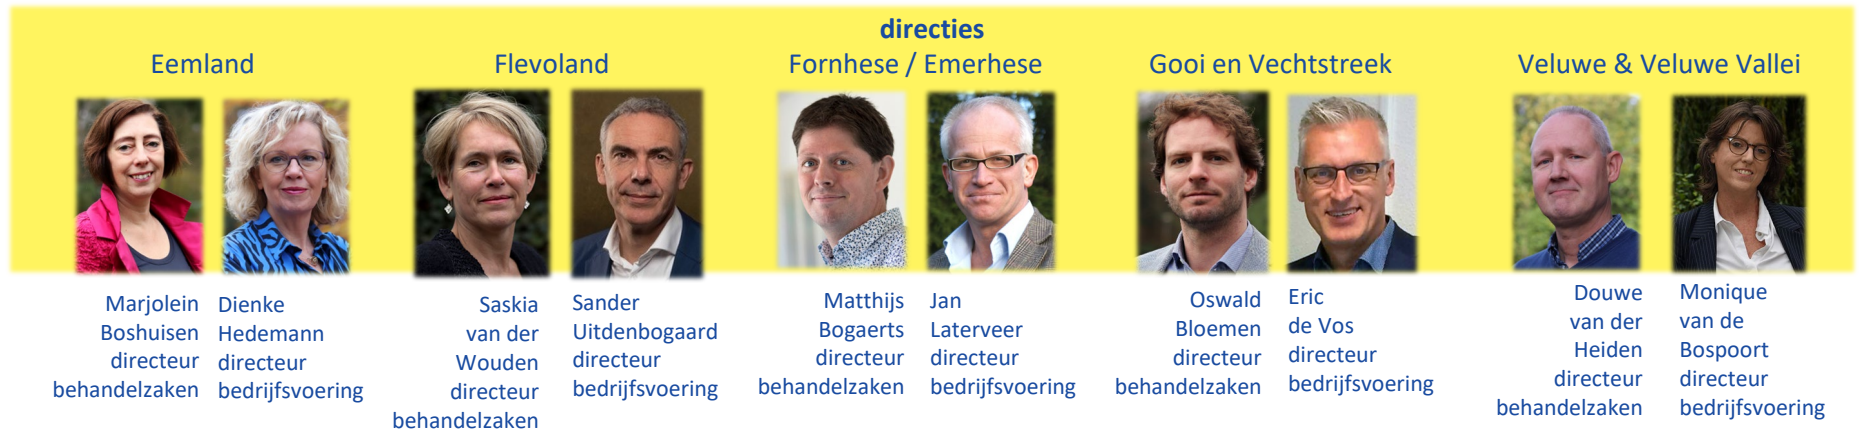 directies
Eemland
Flevoland
Fornhese / Emerhese
Gooi en Vechtstreek
Veluwe & Veluwe Vallei
Marjolein
Boshuisen
directeur
behandelzaken
Dienke
Hedemann
directeur
bedrijfsvoering
Saskia
van der
Wouden
directeur
behandelzaken
Sander
Uitdenbogaard
directeur
bedrijfsvoering
Matthijs
Bogaerts
directeur
behandelzaken
Jan
Laterveer
directeur
bedrijfsvoering
Oswald
Bloemen
directeur
behandelzaken
Eric
de Vos
directeur
bedrijfsvoering
Douwe
van der
Heiden
directeur
behandelzaken
Monique
van de
Bospoort
directeur
bedrijfsvoering